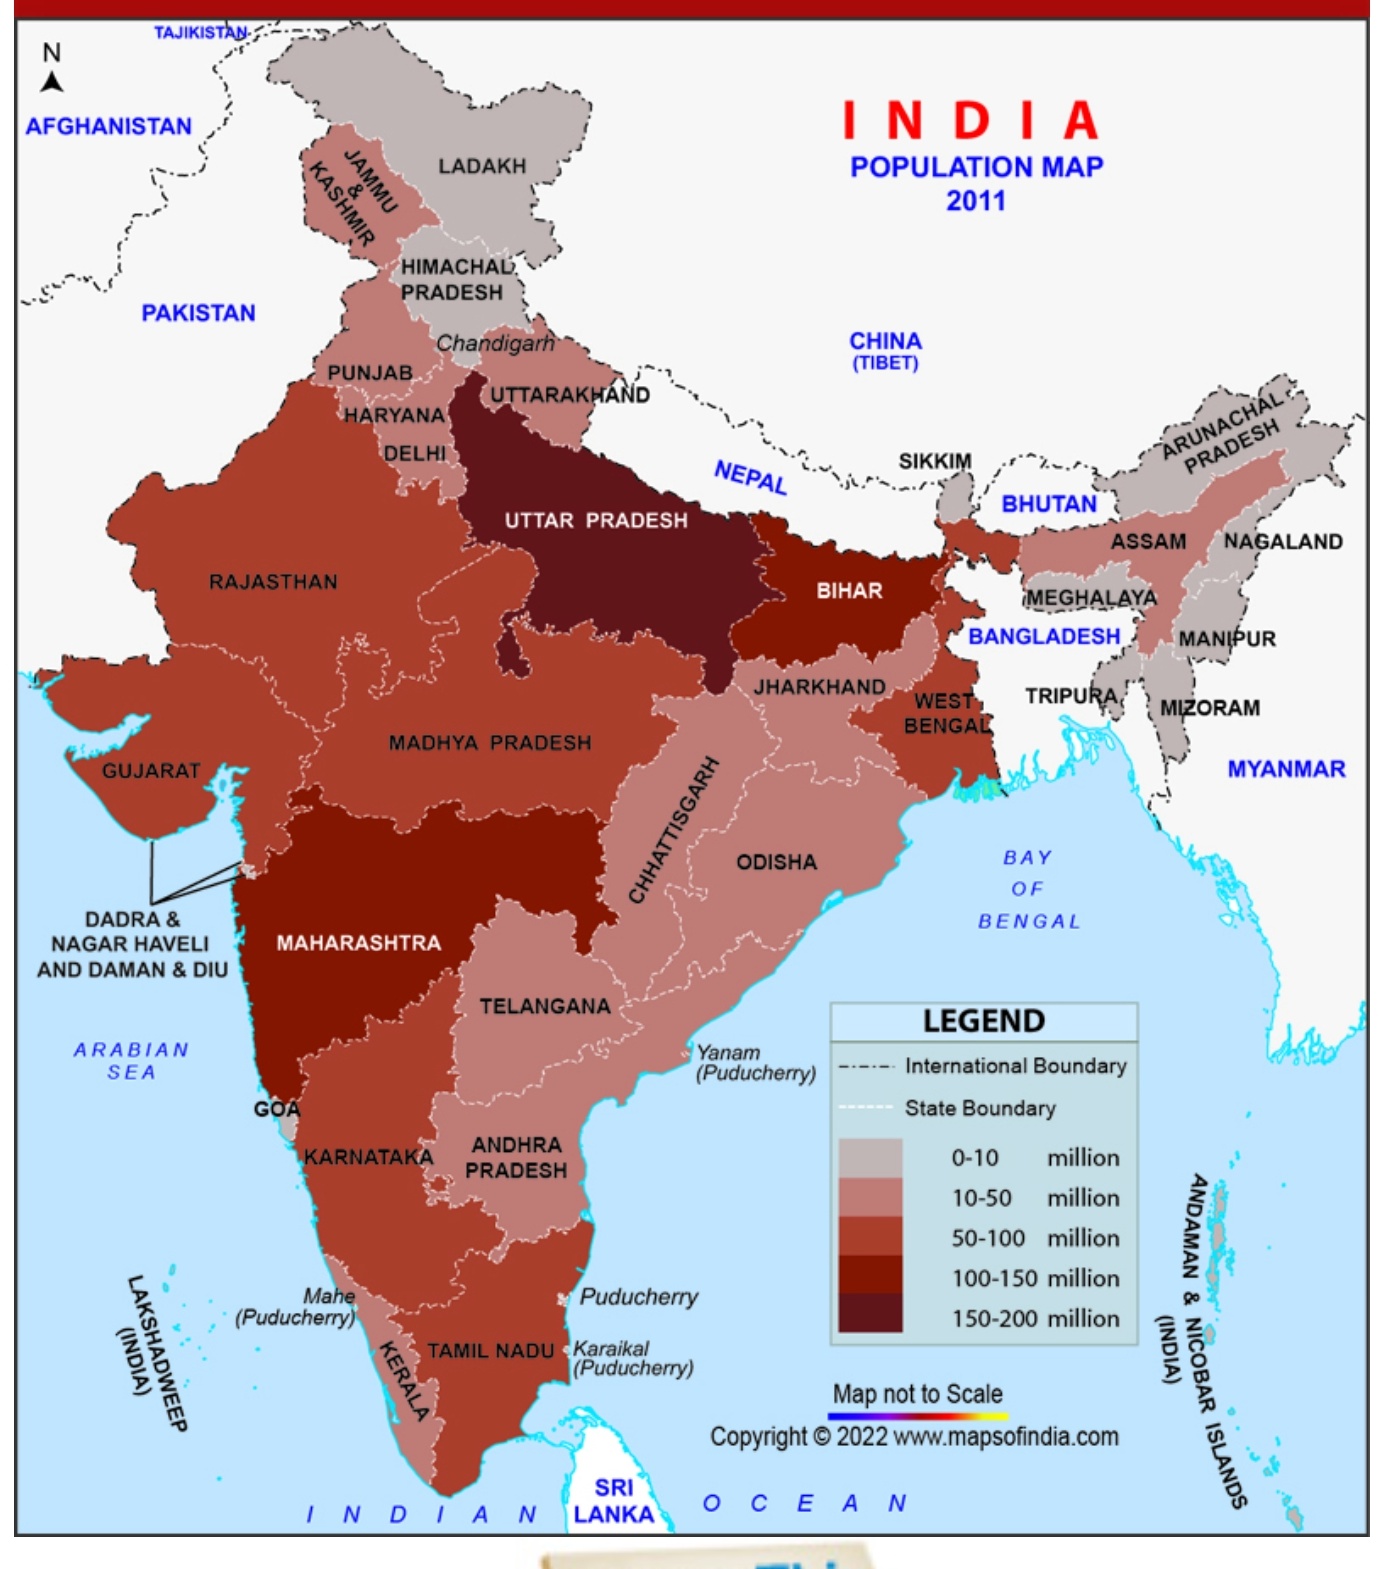 TAJIKISTAN
N
AFGHANISTAN
INDIA
POPULATION MAP
2011
LADAKH
JAMMU
&
KASHMIR
HIMACHAL
PRADESH
PAKISTAN
Chandigarh
CHINA
(TIBET)
PUNJAB
UTTARAKHAND
HARYANA
DELHI
ARUNACHAL
PRADESH
SIKKIM
NEPAL
BHUTAN
UTTAR PRADESH
ASSAM
NAGALAND
RAJASTHAN
BIHAR
MEGHALAYA
BANGLADESH
MANIPUR
JHARKHAND
TRIPURA
MIZORAM
WEST
BENGAL
MADHYA PRADESH
GUJARAT
MYANMAR
CHHATTISGARH
ODISHA
BAY
OF
BENGAL
DADRA &
NAGAR HAVELI
AND DAMAN & DIU
MAHARASHTRA
TELANGANA
ARABIAN
SEA
Yanam
(Puducherry)
GOA
KARNATAKA
ANDHRA
PRADESH
LEGEND
International Boundary
State Boundary
0-10 million
10-50 million
50-100 million
100-150 million
150-200 million
ANDAMAN & NICOBAR ISLANDS
(INDIA)
LAKSHADWEEP
(INDIA)
Mahe
(Puducherry)
Puducherry
KERALA
TAMIL NADU
Karaikal
(Puducherry)
Map not to Scale
Copyright © 2022 www.mapsofindia.com
SRI
LANKA
INDIAN OCEAN